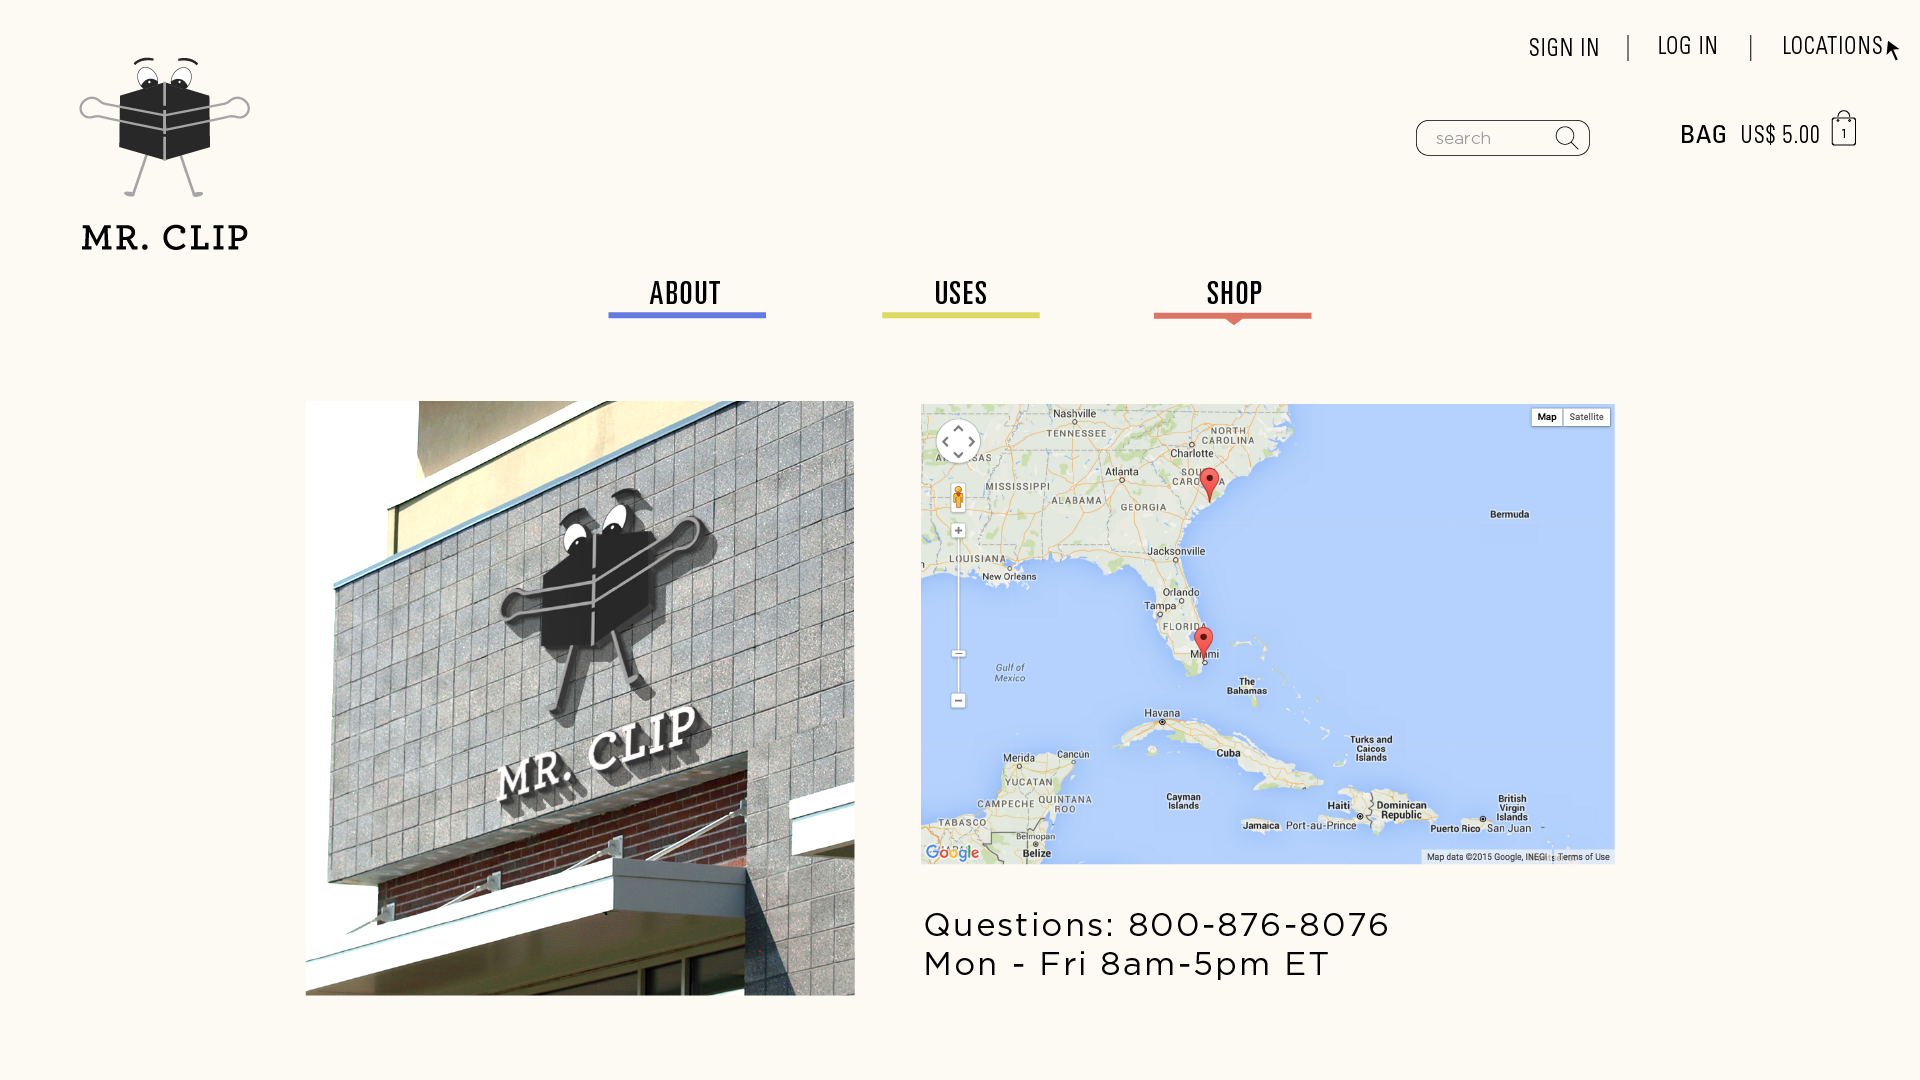 SIGN IN | LOG IN | LOCATIONS
search
BAG US$ 5.00 1
MR. CLIP
ABOUT USES SHOP
MR. CLIP
Map Satellite
Nashville
TENNESSEE
NORTH
CAROLINA
Charlotte
Atlanta
MISSISSIPPI
ALABAMA
GEORGIA
Bermuda
Jacksonville
LOUISIANA
New Orleans
Orlando
Tampa
FLORIDA
Miami
Gulf of
Mexico
The
Bahamas
Havana
Cuba
Turks and
Caicos
Islands
Merida
Cancún
YUCATAN
CAMPECHE
QUINTANA
ROO
Cayman
Islands
TABASCO
Haiti
Dominican
Republic
British
Virgin
Islands
Jamaica
Port-au-Prince
Puerto Rico
San Juan
Belmopan
Belize
Google
Map data ©2015 Google, INEGI
Terms of Use
Questions: 800-876-8076
Mon - Fri 8am-5pm ET